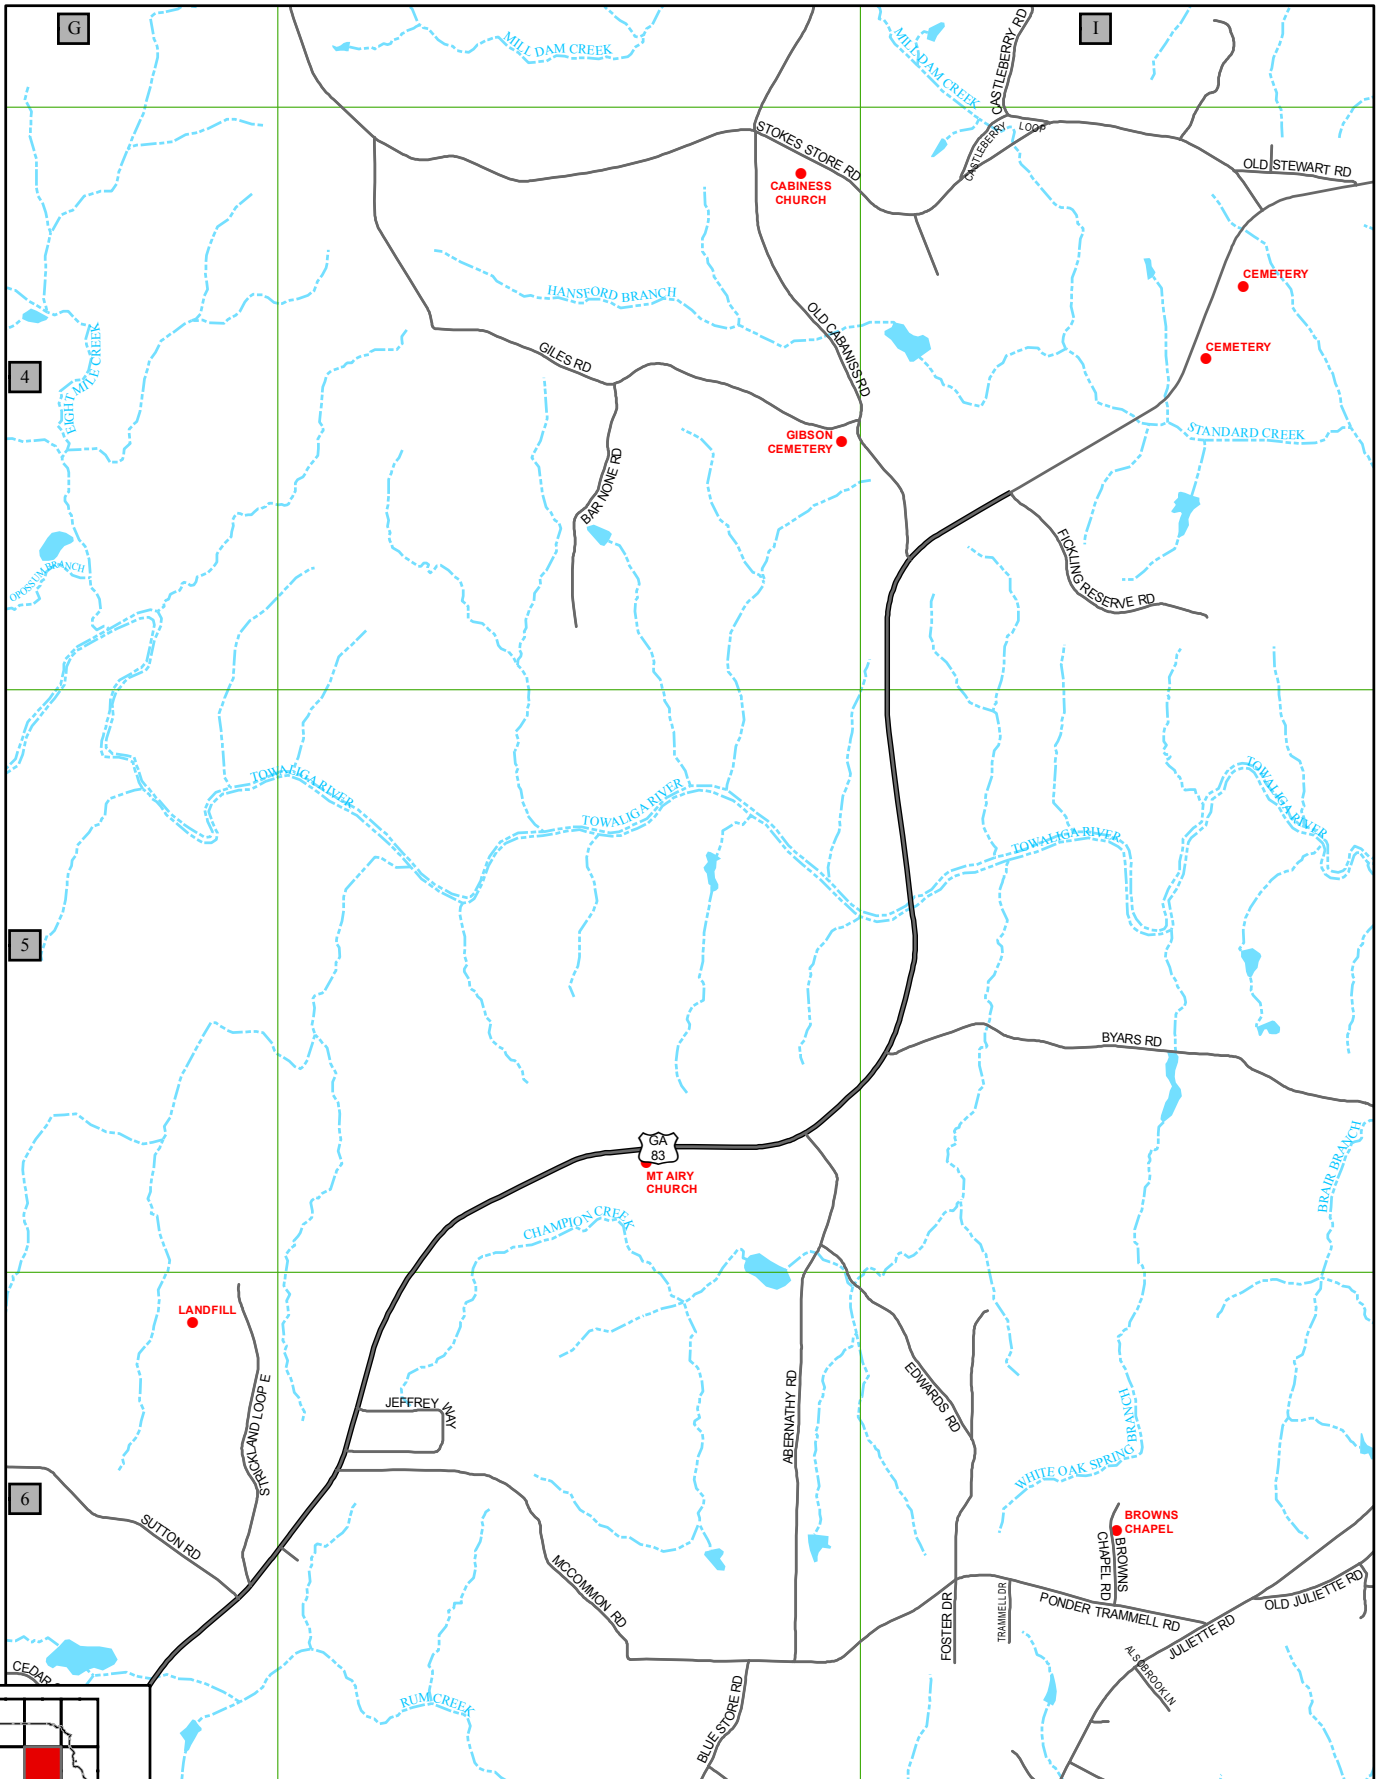 G
I
MILL DAM CREEK
MILL DAM CREEK
CASTLEBERRY RD
CASTLEBERRY LOOP
STOKES STORE RD
OLD STEWART RD
CABINESS
CHURCH
CEMETERY
HANSFORD BRANCH
OLD CABANISS RD
EIGHT MILE CREEK
GILES RD
CEMETERY
4
STANDARD CREEK
GIBSON
CEMETERY
BAR NONE RD
OPOSSUM BRANCH
FICKLING RESERVE RD
TOWALIGA RIVER
TOWALIGA RIVER
TOWALIGA RIVER
TOWALIGA RIVER
5
BYARS RD
GA
83
MT AIRY
CHURCH
BRAIR BRANCH
CHAMPION CREEK
LANDFILL
STRICKLAND LOOP E
JEFFREY WAY
ABERNATHY RD
EDWARDS RD
WHITE OAK SPRING BRANCH
6
SUTTON RD
BROWNS
CHAPEL
BROWNS
CHAPEL RD
MCCOMMON RD
FOSTER DR
TRAMMELL DR
PONDER TRAMMELL RD
OLD JULIETTE RD
JULIETTE RD
ALSOBROOK LN
CEDAR
RUM CREEK
BLUE STORE RD